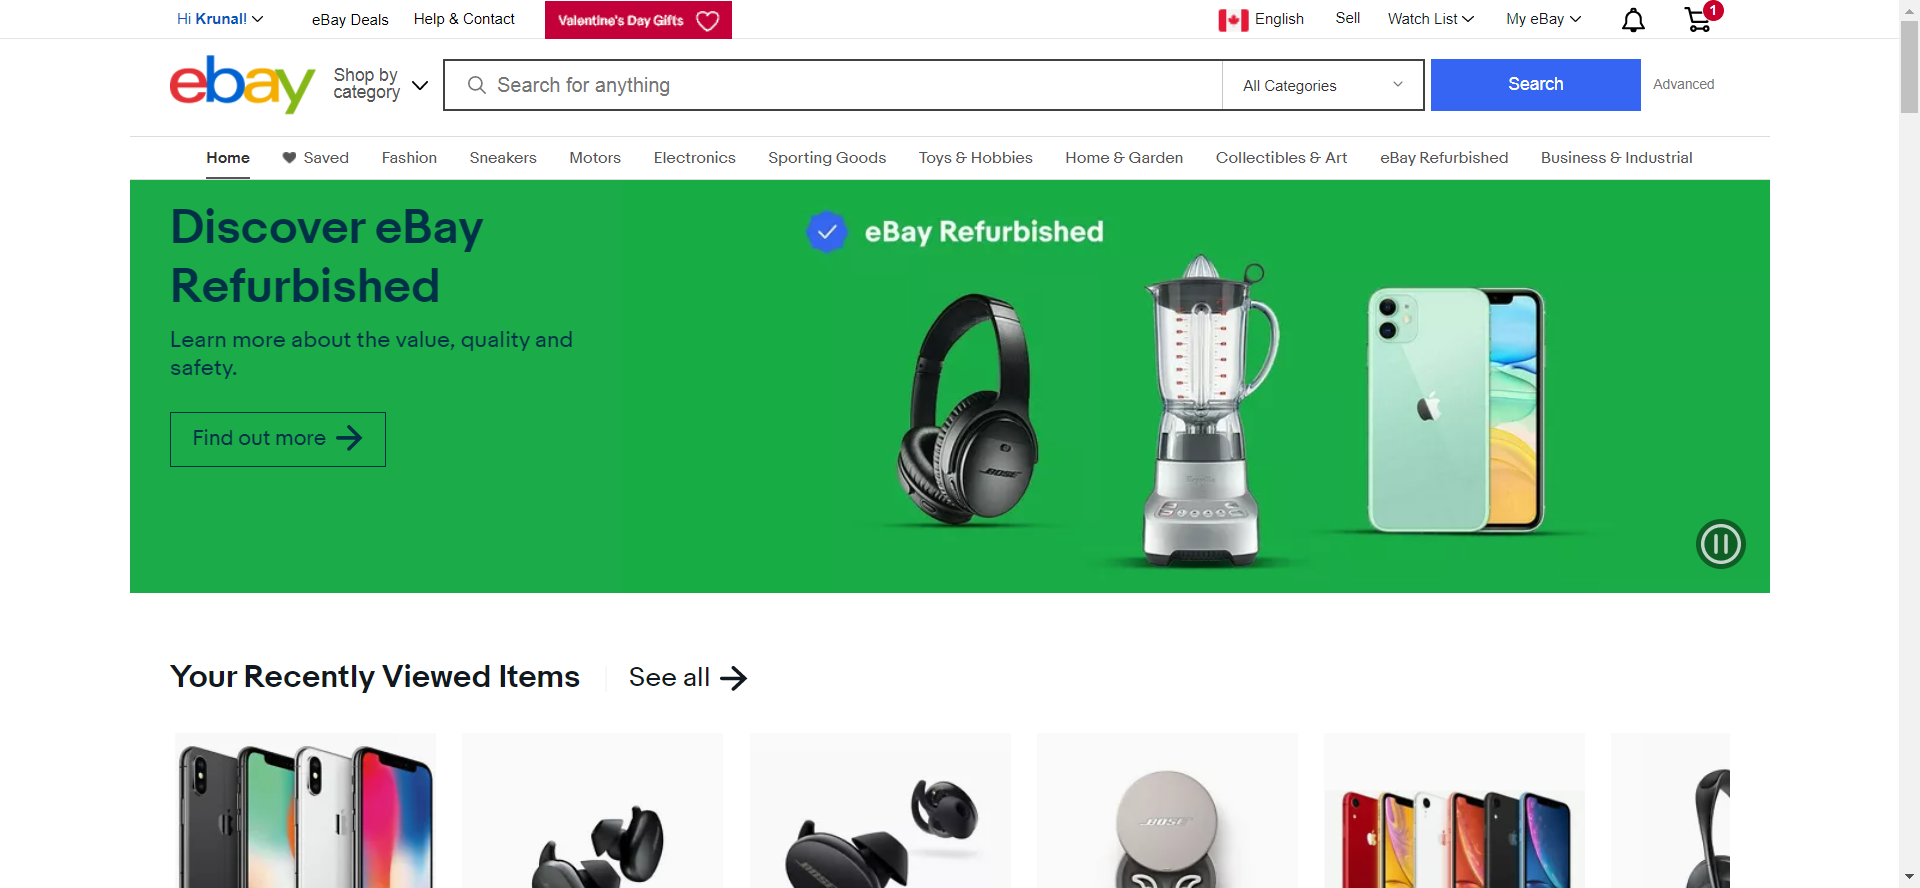 Hi Krunal! eBay Deals Help & Contact Valentine's Day Gifts English Sell Watch List My eBay 1
ebay Shop by category Search for anything All Categories Search Advanced
Home Saved Fashion Sneakers Motors Electronics Sporting Goods Toys & Hobbies Home & Garden Collectibles & Art eBay Refurbished Business & Industrial
Discover eBay
Refurbished
Learn more about the value, quality and
safety.
Find out more
eBay Refurbished
BOSE
Your Recently Viewed Items See all
BOSE
BOSE